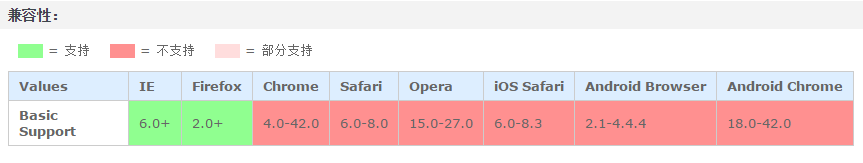 兼容性：
= 支持 = 不支持 = 部分支持
Values IE Firefox Chrome Safari Opera iOS Safari Android Browser Android Chrome
Basic Support 6.0+ 2.0+ 4.0-42.0 6.0-8.0 15.0-27.0 6.0-8.3 2.1-4.4.4 18.0-42.0